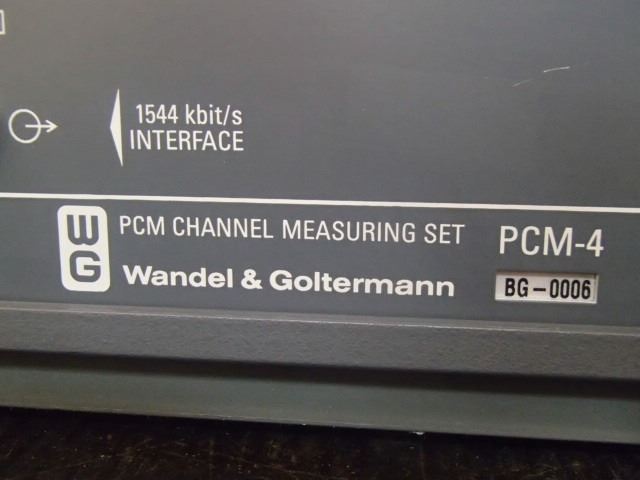 1544 kbit/s
INTERFACE
WG
PCM CHANNEL MEASURING SET PCM-4
Wandel & Goltermann BG-0006